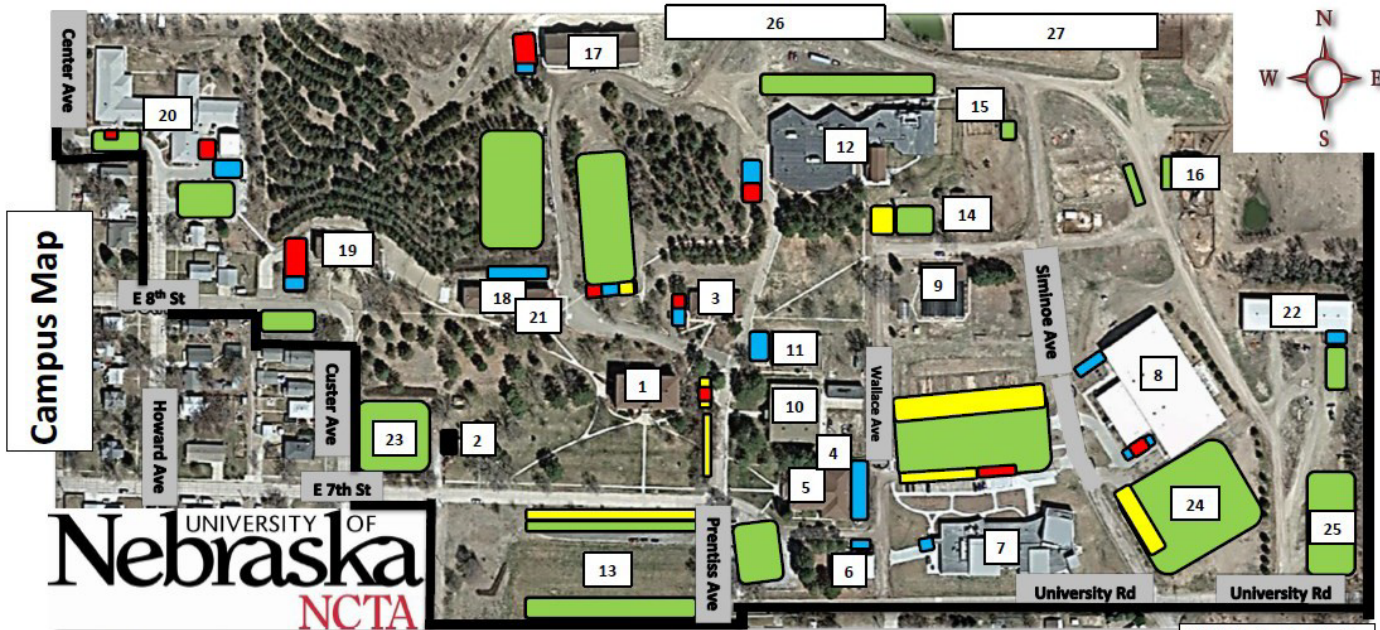 26
27
N
W
E
S
Center Ave
17
20
15
12
16
14
Campus Map
19
9
Siminoe Ave
E 8th St
18
21
3
22
11
8
1
Wallace Ave
Custer Ave
10
Howard Ave
23
2
4
5
E 7th St
24
UNIVERSITY OF
Nebraska
NCTA
Prentiss Ave
13
6
7
25
University Rd
University Rd